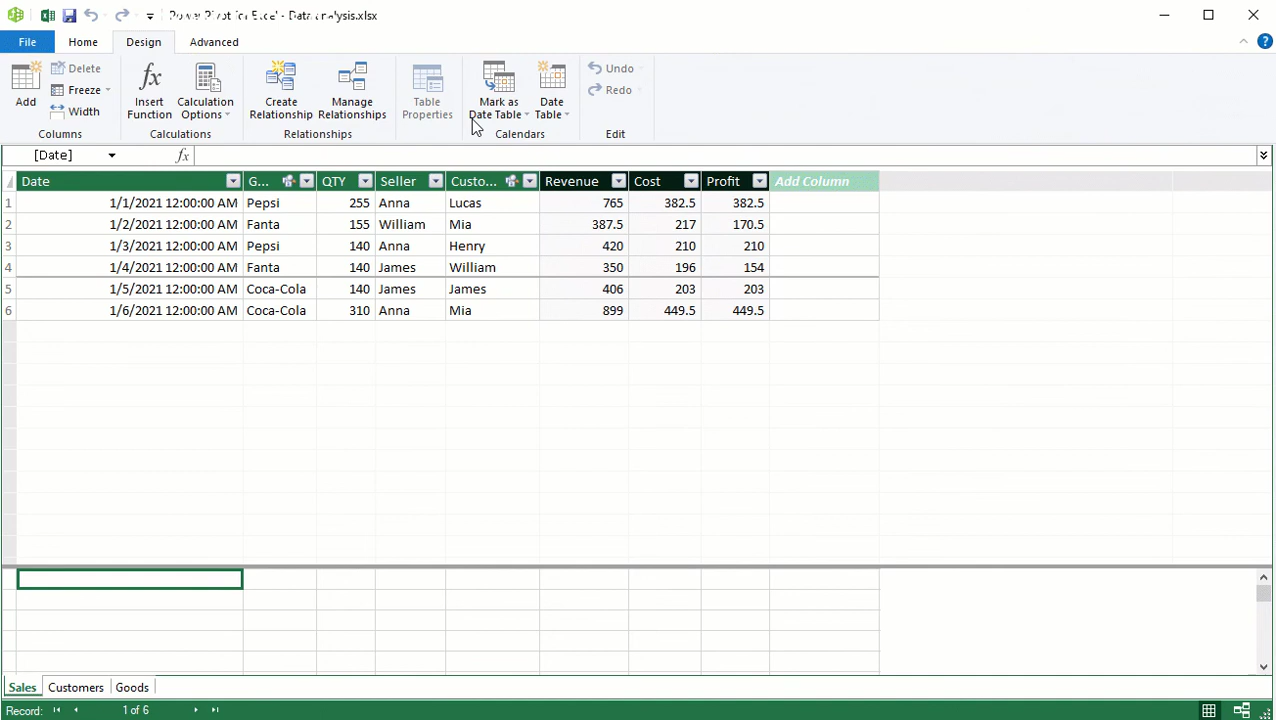 Power Pivot for Excel - Data Analysis.xlsx
File Home Design Advanced
Add Delete Freeze Width
Insert Function Calculation Options
Create Relationship Manage Relationships
Table Properties
Mark as Date Table Date Table
Undo Redo
Columns Calculations Relationships Calendars Edit
[Date] fx
Date G... QTY Seller Custo... Revenue Cost Profit Add Column
1 1/1/2021 12:00:00 AM Pepsi 255 Anna Lucas 765 382.5 382.5
2 1/2/2021 12:00:00 AM Fanta 155 William Mia 387.5 217 170.5
3 1/3/2021 12:00:00 AM Pepsi 140 Anna Henry 420 210 210
4 1/4/2021 12:00:00 AM Fanta 140 James William 350 196 154
5 1/5/2021 12:00:00 AM Coca-Cola 140 James James 406 203 203
6 1/6/2021 12:00:00 AM Coca-Cola 310 Anna Mia 899 449.5 449.5
Sales Customers Goods
Record: 1 of 6